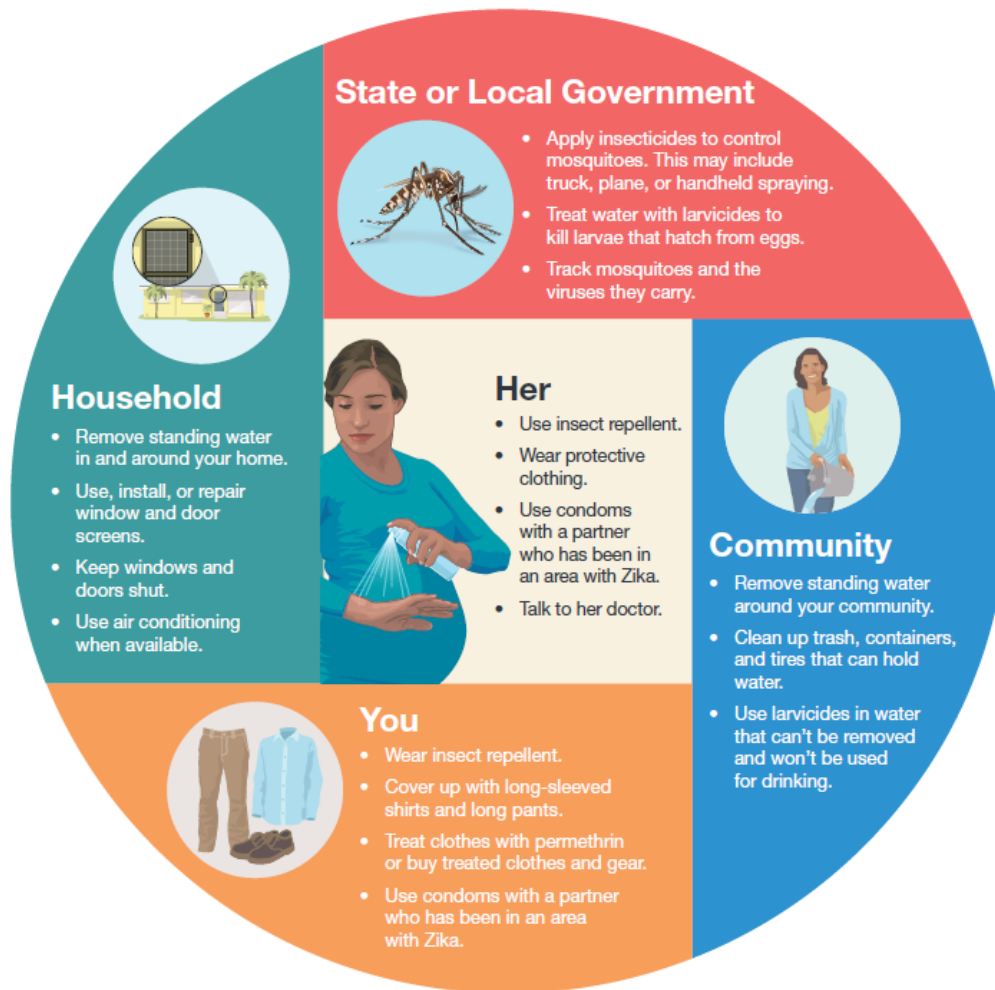 State or Local Government
• Apply insecticides to control
mosquitoes. This may include
truck, plane, or handheld spraying.
• Treat water with larvicides to
kill larvae that hatch from eggs.
• Track mosquitoes and the
viruses they carry.
Household
• Remove standing water
in and around your home.
• Use, install, or repair
window and door
screens.
• Keep windows and
doors shut.
• Use air conditioning
when available.
Her
• Use insect repellent.
• Wear protective
clothing.
• Use condoms
with a partner
who has been in
an area with Zika.
• Talk to her doctor.
Community
• Remove standing water
around your community.
• Clean up trash, containers,
and tires that can hold
water.
• Use larvicides in water
that can’t be removed
and won’t be used
for drinking.
You
• Wear insect repellent.
• Cover up with long-sleeved
shirts and long pants.
• Treat clothes with permethrin
or buy treated clothes and gear.
• Use condoms with a partner
who has been in an area
with Zika.